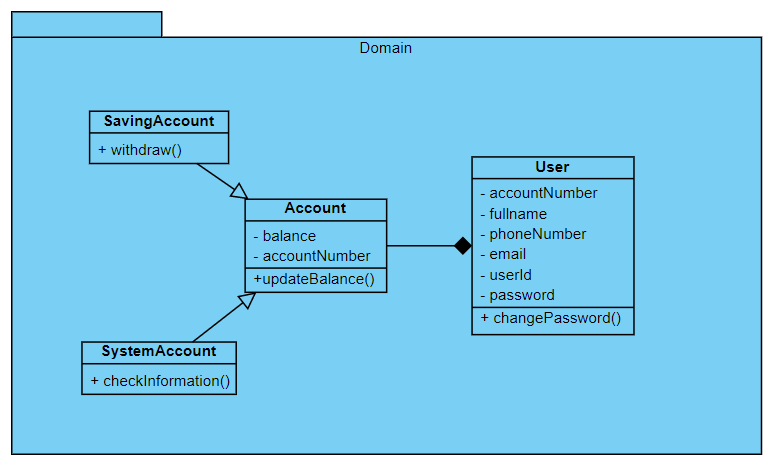 Domain
SavingAccount
+ withdraw()
User
- accountNumber
- fullname
- phoneNumber
- email
- userId
- password
+ changePassword()
Account
- balance
- accountNumber
+updateBalance()
SystemAccount
+ checkInformation()